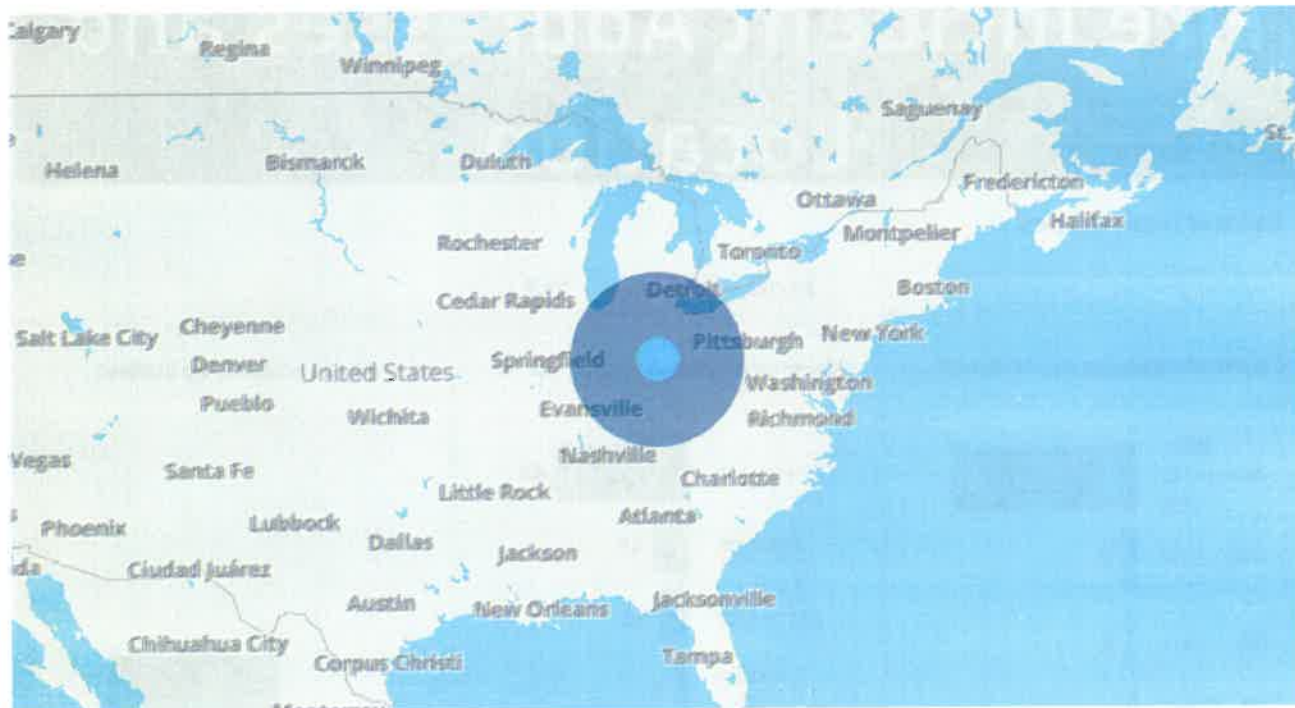 Regina
Winnipeg
Saguenay
Helena
Bismarck
Duluth
Ottawa
Fredericton
Rochester
Toronto
Montpelier
Halifax
Cedar Rapids
Detroit
Boston
Salt Lake City
Cheyenne
Pittsburgh
New York
Denver
United States
Springfield
Washington
Pueblo
Wichita
Evansville
Richmond
Vegas
Santa Fe
Nashville
Little Rock
Charlotte
Phoenix
Lubbock
Dallas
Jackson
Atlanta
Ciudad Juárez
Austin
New Orleans
Jacksonville
Chihuahua City
Corpus Christi
Tampa